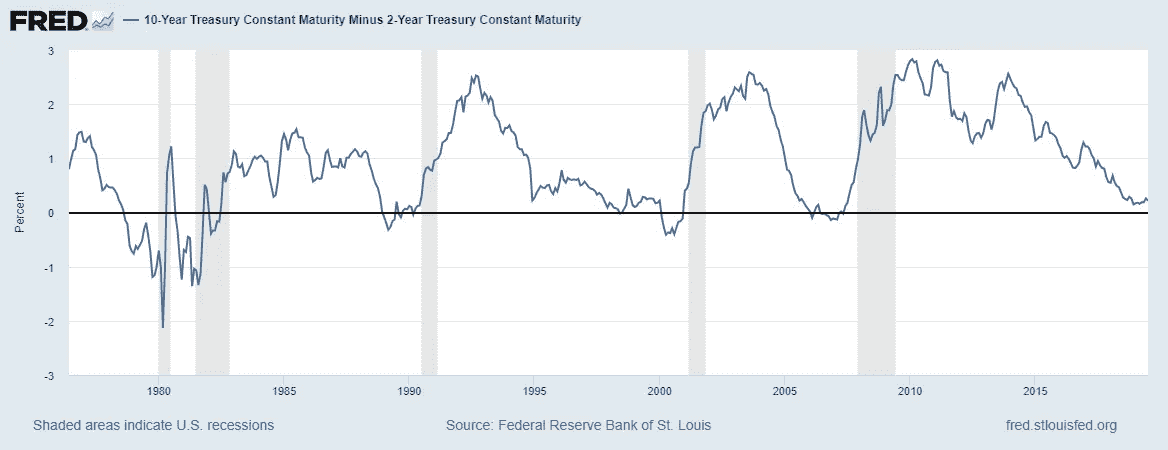 FRED 10-Year Treasury Constant Maturity Minus 2-Year Treasury Constant Maturity
Percent
3
2
1
0
-1
-2
-3
1980 1985 1990 1995 2000 2005 2010 2015
Shaded areas indicate U.S. recessions Source: Federal Reserve Bank of St. Louis fred.stlouisfed.org